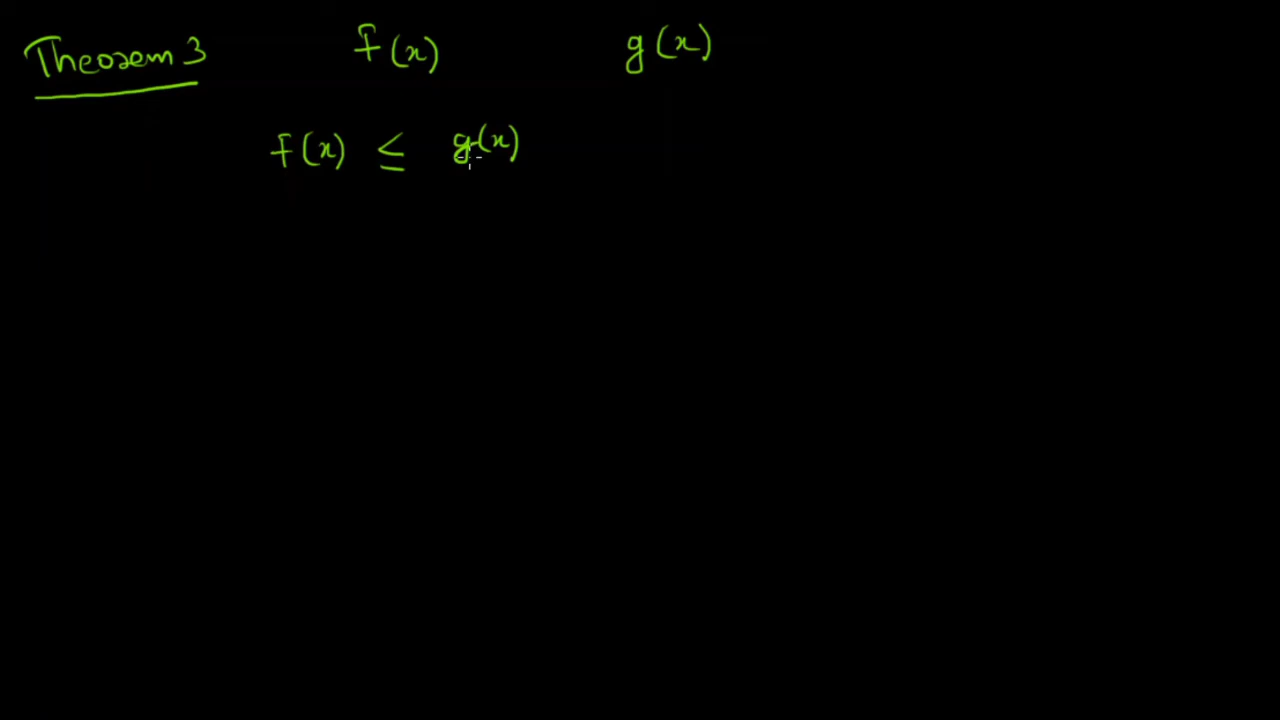 Theorem 3 f(x) g(x)
f(x) ≤ g(x)